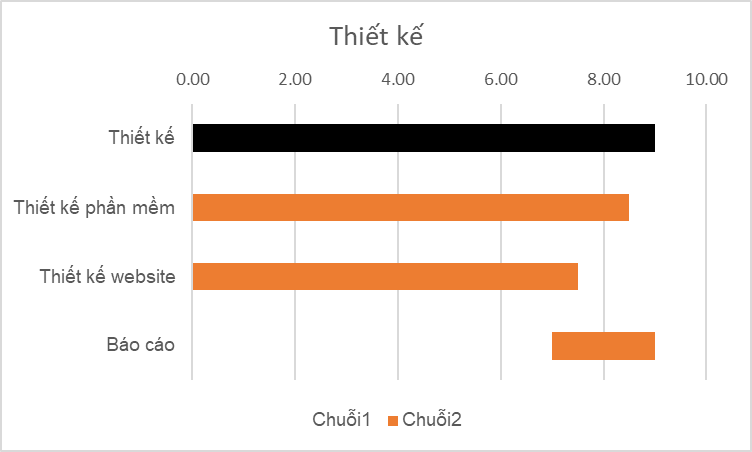 Thiết kế
0.00 2.00 4.00 6.00 8.00 10.00
Thiết kế
Thiết kế phần mềm
Thiết kế website
Báo cáo
Chuỗi1 Chuỗi2